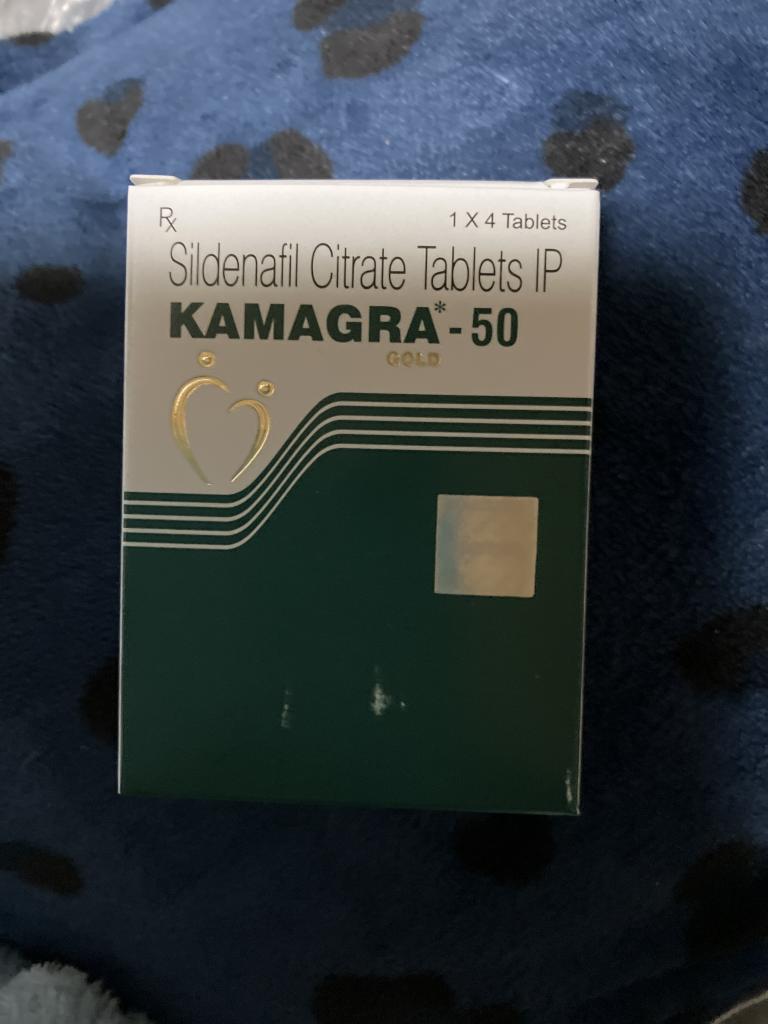 Rx
1 X 4 Tablets
Sildenafil Citrate Tablets IP
KAMAGRA* - 50
GOLD